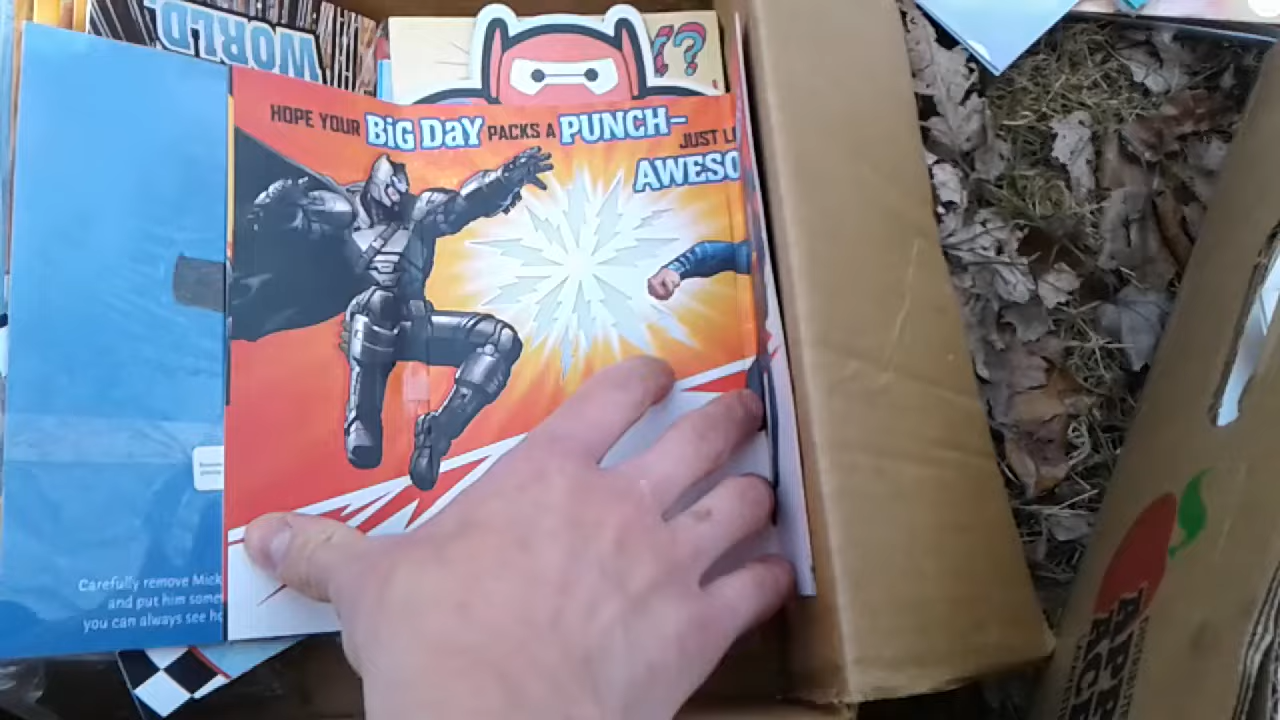 WORLD.
!?
HOPE YOUR BIG DAY PACKS A PUNCH-
JUST
AWESO
Carefully remove Mick
and put him some
you can always see